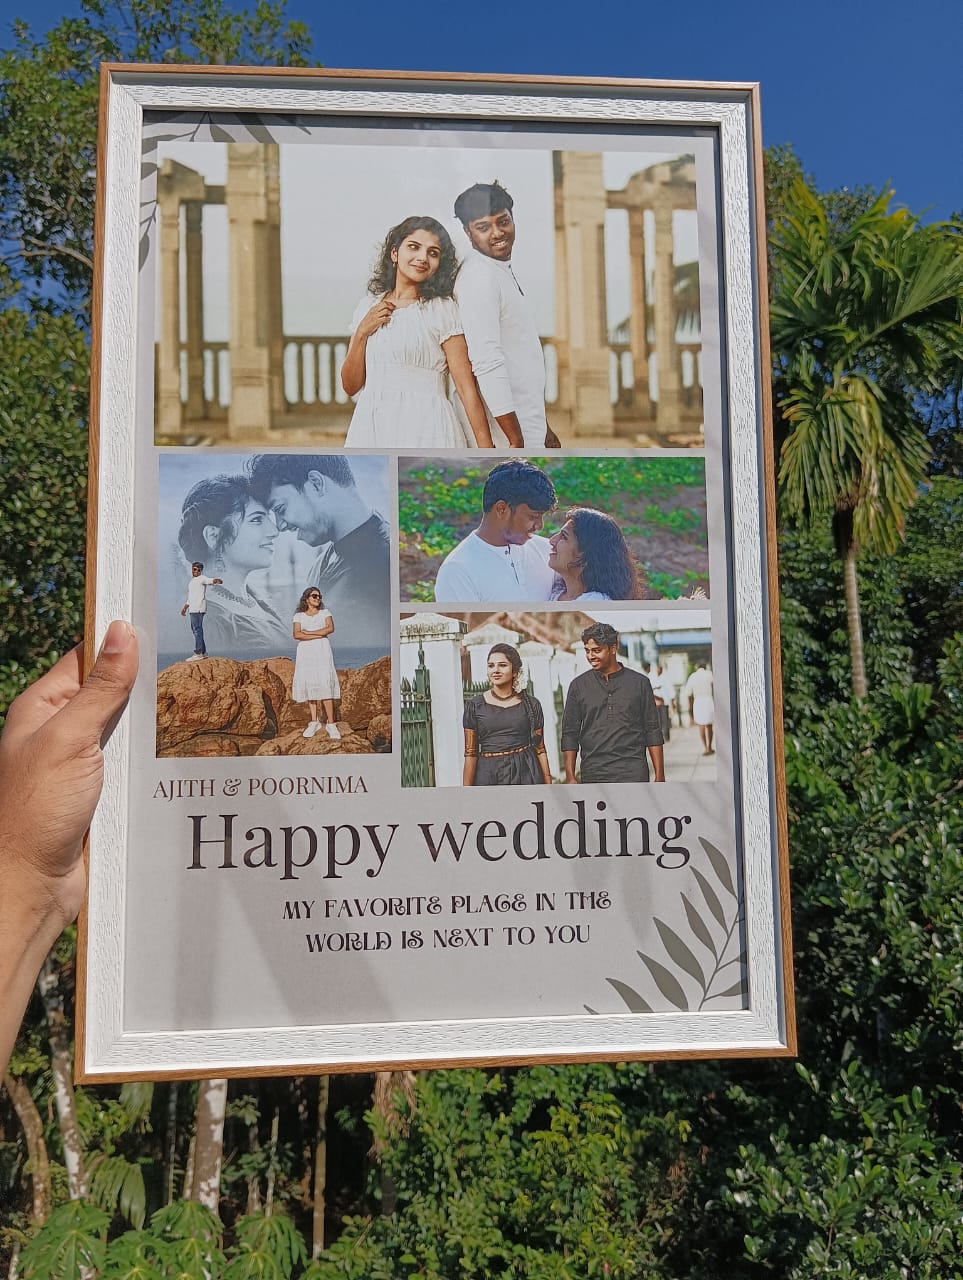 AJITH & POORNIMA
Happy wedding
MY FAVORITE PLACE IN THE
WORLD IS NEXT TO YOU